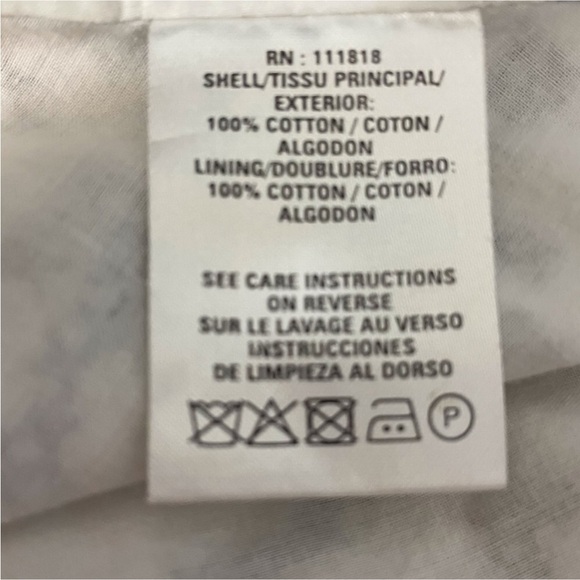 RN : 111818
SHELL/TISSU PRINCIPAL/
EXTERIOR:
100% COTTON / COTON /
ALGODON
LINING/DOUBLURE/FORRO:
100% COTTON / COTON /
ALGODON
SEE CARE INSTRUCTIONS
ON REVERSE
SUR LE LAVAGE AU VERSO
INSTRUCCIONES
DE LIMPIEZA AL DORSO
P